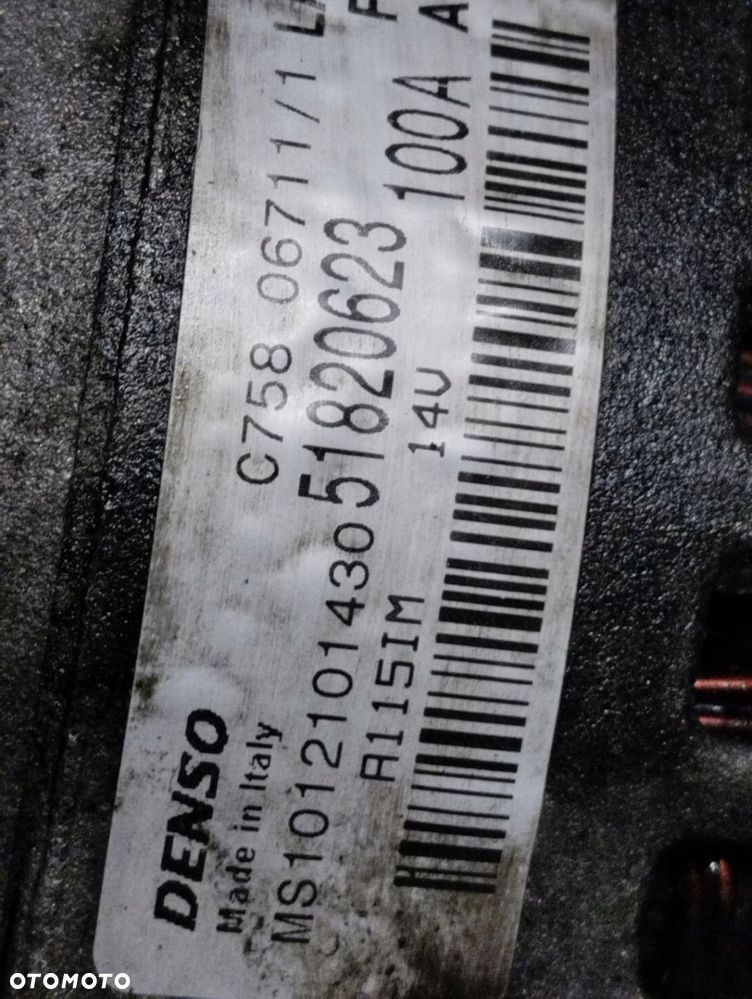 DENSO C758 06711/1
Made in Italy
MS1012101430 51820623 100A A
A115IM 14V
OTOMOTO